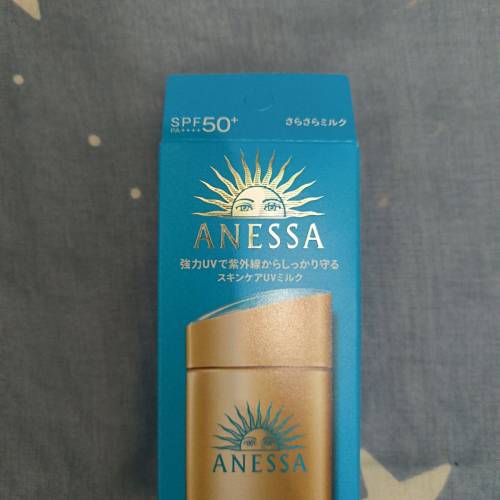 SPF50+
PA++++
さらさらミルク
ANESSA
強力UVで紫外線からしっかり守る
スキンケアUVミルク
ANESSA